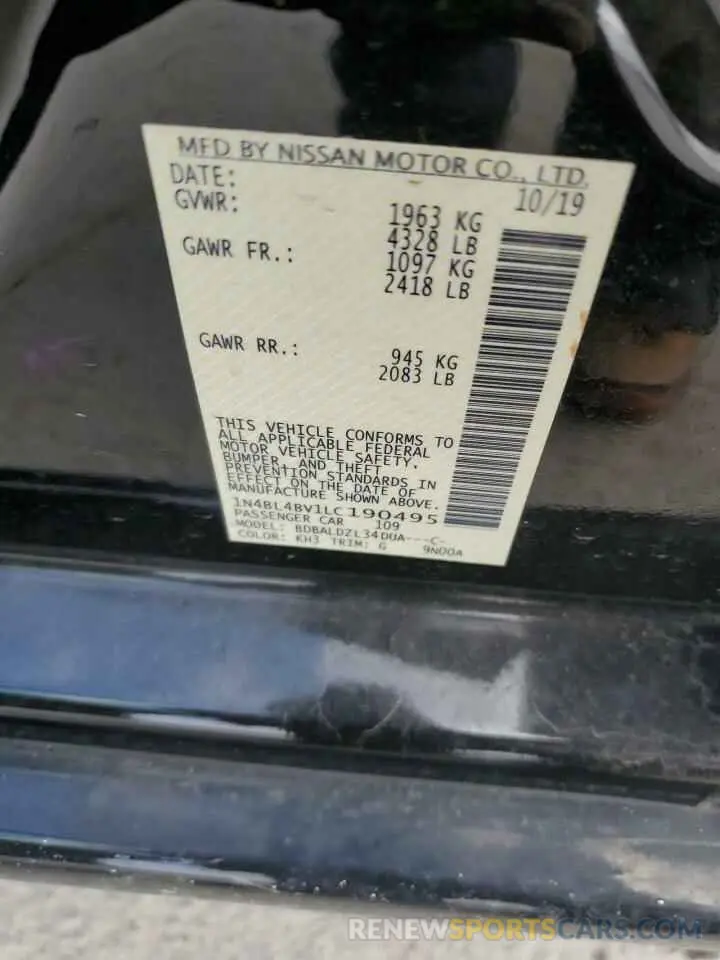 MFD BY NISSAN MOTOR CO., LTD.
DATE: 10/19
GVWR: 1963 KG
4328 LB
GAWR FR.: 1097 KG
2418 LB
GAWR RR.: 945 KG
2083 LB
THIS VEHICLE CONFORMS TO
ALL APPLICABLE FEDERAL
MOTOR VEHICLE SAFETY,
BUMPER, AND THEFT
PREVENTION STANDARDS IN
EFFECT ON THE DATE OF
MANUFACTURE SHOWN ABOVE.
1N4BL4BV1LC190495
PASSENGER CAR 109
MODEL: BDBALDZL34DUA---C-
COLOR: KH3 TRIM: G 9N00A
RENEWSPORTSCARS.COM